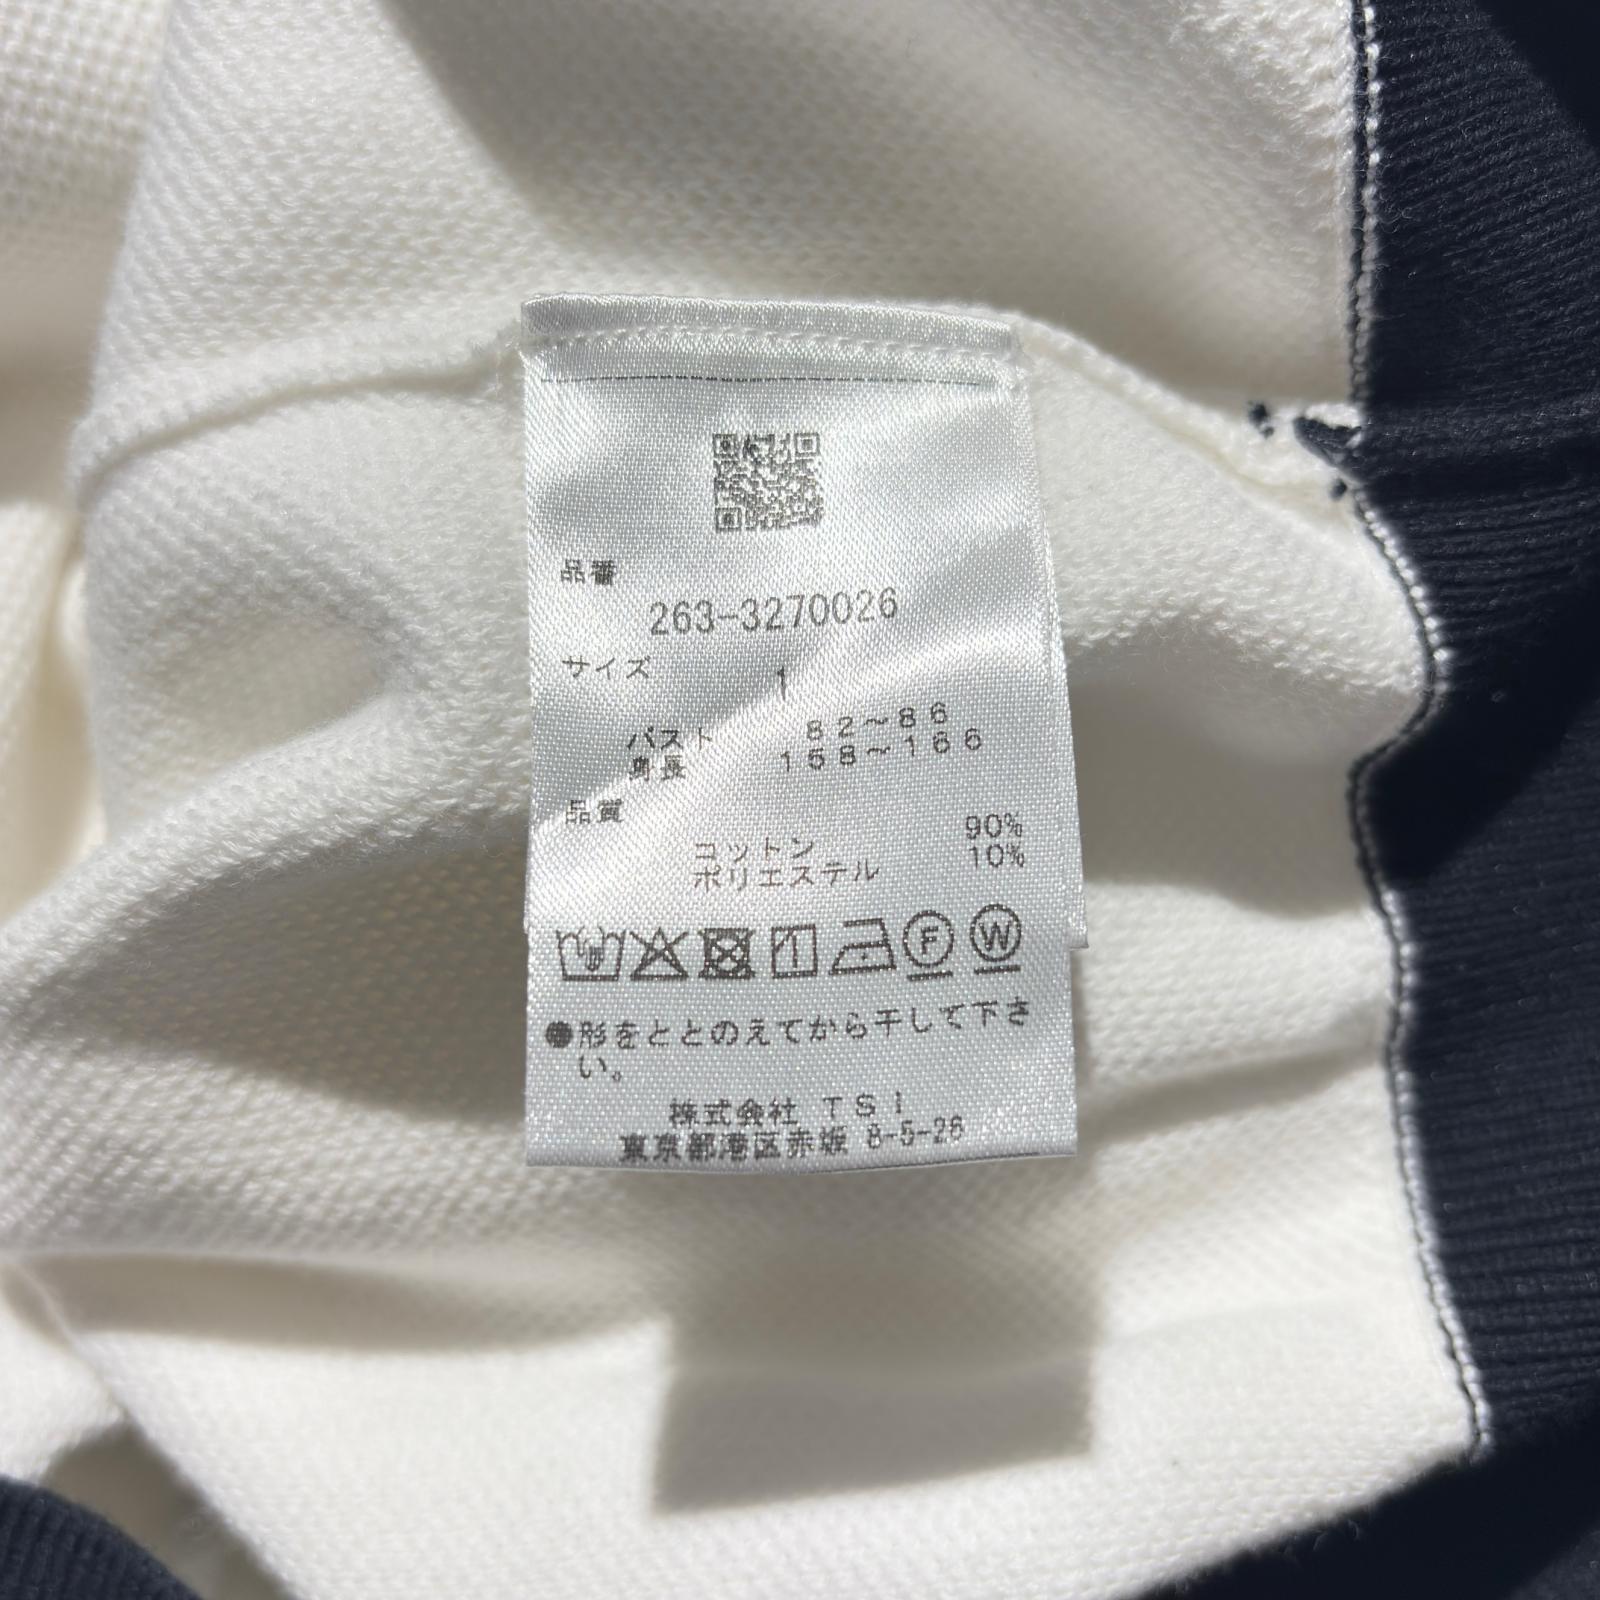 品番
263-3270026
サイズ 1
バスト 82～86
身長 158～166
品質
コットン 90%
ポリエステル 10%
F W
●形をととのえてから干して下さ
い。
株式会社 TSI
東京都港区赤坂 8-5-26